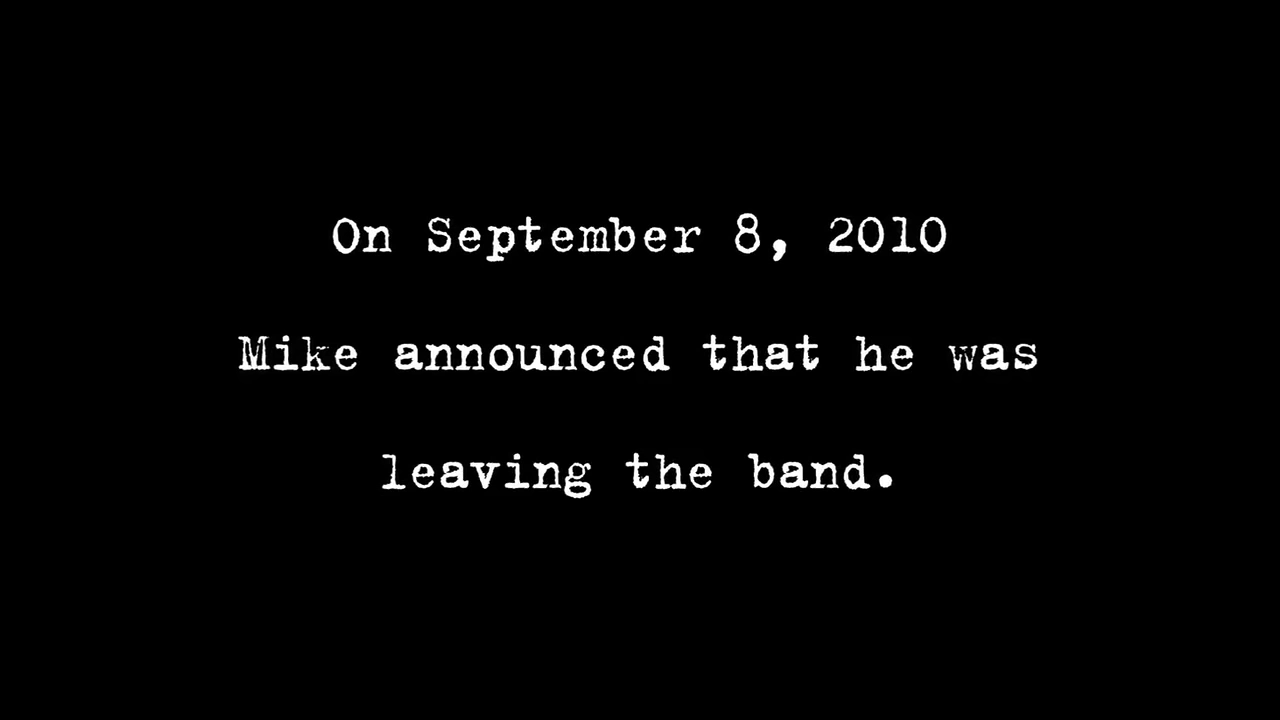 On September 8, 2010
Mike announced that he was
leaving the band.